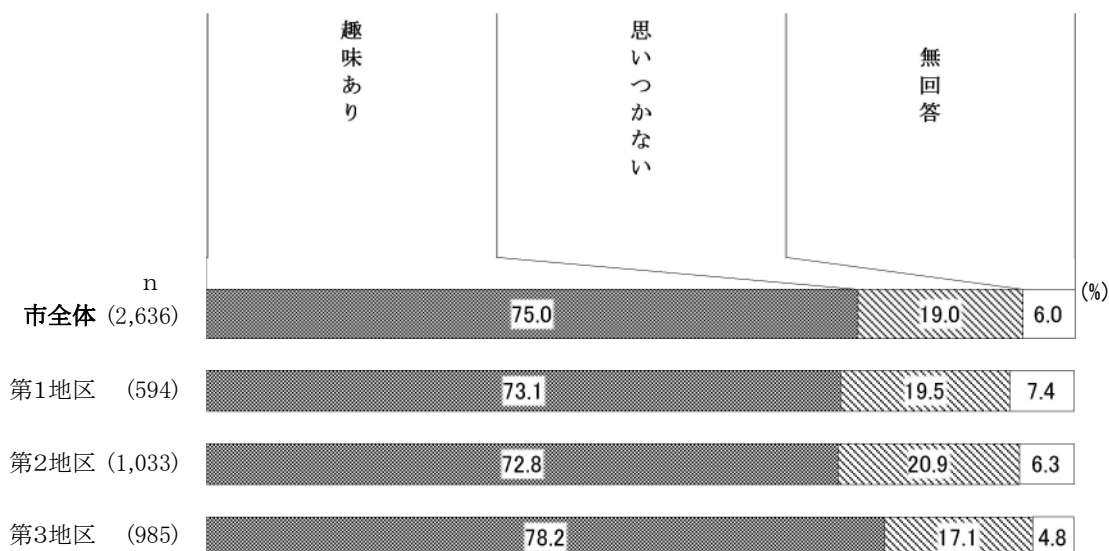 趣味あり
思いつかない
無回答
n
(%)
市全体 (2,636) 75.0 19.0 6.0
第1地区 (594) 73.1 19.5 7.4
第2地区 (1,033) 72.8 20.9 6.3
第3地区 (985) 78.2 17.1 4.8